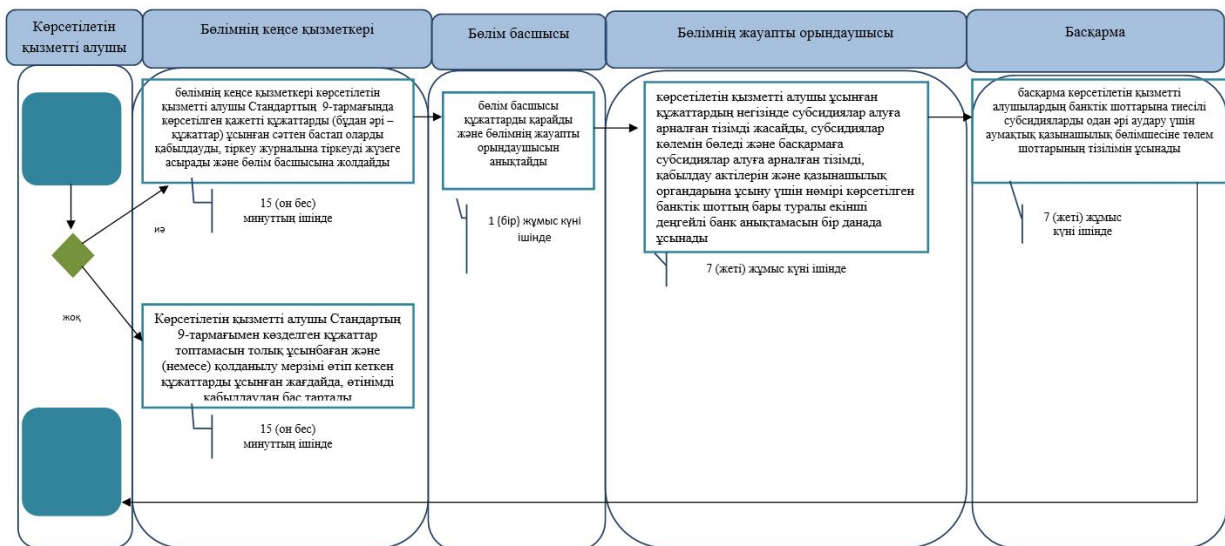 Көрсетілетін
қызметті алушы
Бөлімнің кеңсе қызметкері
Бөлім басшысы
Бөлімнің жауапты орындаушысы
Басқарма
бөлімнің кеңсе қызметкері көрсетілетін
қызметті алушы Стандарттың 9-тармағында
көрсетілген қажетті құжаттарды (бұдан әрі –
құжаттар) ұсынған сәттен бастап оларды
қабылдауды, тіркеу журналына тіркеуді жүзеге
асырады және бөлім басшысына жолдайды
15 (он бес)
минуттың ішінде
иә
жоқ
Көрсетілетін қызметті алушы Стандартың
9-тармағымен көзделген құжаттар
топтамасын толық ұсынбаған және
(немесе) қолданылу мерзімі өтіп кеткен
құжаттарды ұсынған жағдайда, өтінімді
қабылдаудан бас тартады
15 (он бес)
минуттың ішінде
бөлім басшысы
құжаттарды қарайды
және бөлімнің жауапты
орындаушысын
анықтайды
1 (бір) жұмыс күні
ішінде
көрсетілетін қызметті алушы ұсынған
құжаттардың негізінде субсидиялар алуға
арналған тізімді жасайды, субсидиялар
көлемін бөледі және басқармаға
субсидиялар алуға арналған тізімді,
қабылдау актілерін және қазынашылық
органдарына ұсыну үшін нөмірі көрсетілген
банктік шоттың бары туралы екінші
деңгейлі банк анықтамасын бір данада
ұсынады
7 (жеті) жұмыс күні ішінде
басқарма көрсетілетін қызметті
алушылардың банктік шоттарына тиесілі
субсидияларды одан әрі аудару үшін
аумақтық қазынашылық бөлімшесіне төлем
шоттарының тізілімін ұсынады
7 (жеті) жұмыс
күні ішінде